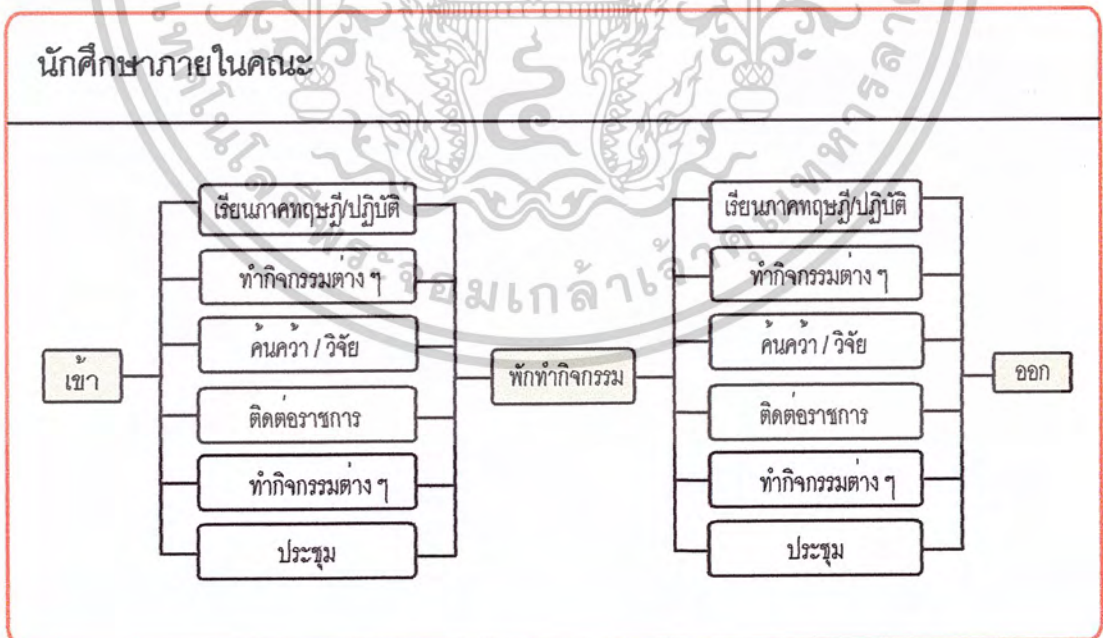 นักศึกษาภายในคณะ
เข้า
เรียนภาคทฤษฎี/ปฏิบัติ
ทำกิจกรรมต่าง ๆ
ค้นคว้า / วิจัย
ติดต่อราชการ
ทำกิจกรรมต่าง ๆ
ประชุม
พักทำกิจกรรม
เรียนภาคทฤษฎี/ปฏิบัติ
ทำกิจกรรมต่าง ๆ
ค้นคว้า / วิจัย
ติดต่อราชการ
ทำกิจกรรมต่าง ๆ
ประชุม
ออก